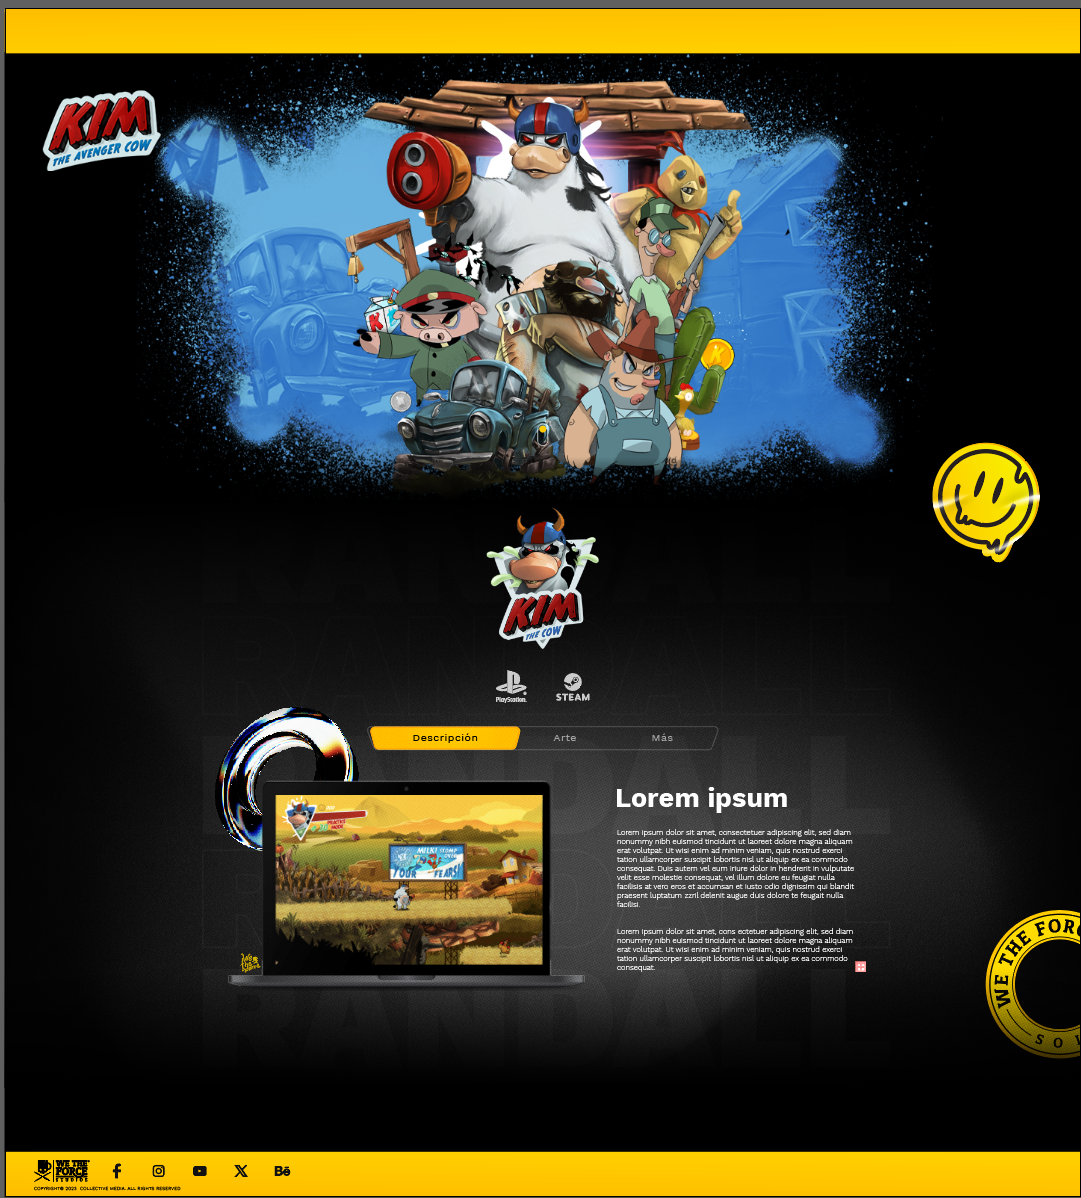 KIM
THE AVENGER COW
K
K
KIM
THE COW
PlayStation.
STEAM
Descripción
Arte
Más
PRACTICE
MODE
MILK! STOMP
YOUR FEARS!
Lorem ipsum
Lorem ipsum dolor sit amet, consectetuer adipiscing elit, sed diam
nonummy nibh euismod tincidunt ut laoreet dolore magna aliquam
erat volutpat. Ut wisi enim ad minim veniam, quis nostrud exerci
tation ullamcorper suscipit lobortis nisl ut aliquip ex ea commodo
consequat. Duis autem vel eum iriure dolor in hendrerit in vulputate
velit esse molestie consequat, vel illum dolore eu feugiat nulla
facilisis at vero eros et accumsan et iusto odio dignissim qui blandit
praesent luptatum zzril delenit augue duis dolore te feugait nulla
facilisi.
Lorem ipsum dolor sit amet, cons ectetuer adipiscing elit, sed diam
nonummy nibh euismod tincidunt ut laoreet dolore magna aliquam
erat volutpat. Ut wisi enim ad minim veniam, quis nostrud exerci
tation ullamcorper suscipit lobortis nisl ut aliquip ex ea commodo
consequat.
WE THE FORC
SO
RANDALL
RANDALL
RANDALL
WE THE
FORCE
STUDIOS
Bē
COPYRIGHT© 2023 COLLECTIVE MEDIA. ALL RIGHTS RESERVED